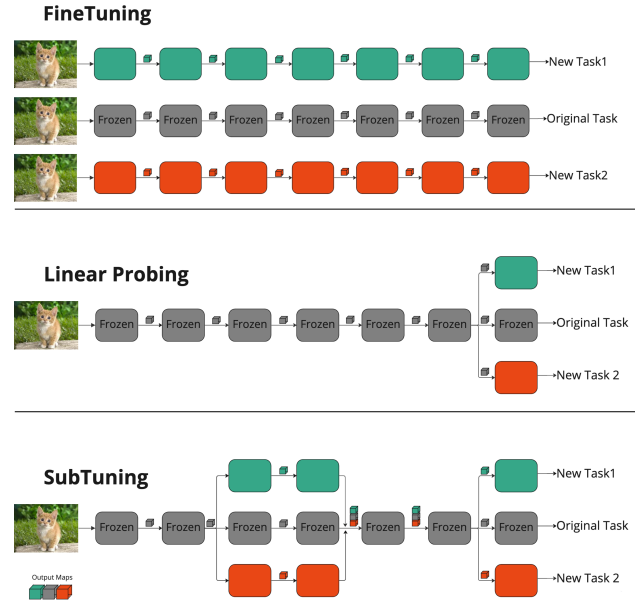 FineTuning
New Task1
Frozen Frozen Frozen Frozen Frozen Frozen Frozen Original Task
New Task2
Linear Probing
New Task1
Frozen Frozen Frozen Frozen Frozen Frozen Frozen Original Task
New Task 2
SubTuning
New Task1
Frozen Frozen Frozen Frozen Frozen Frozen Frozen Original Task
New Task 2
Output Maps